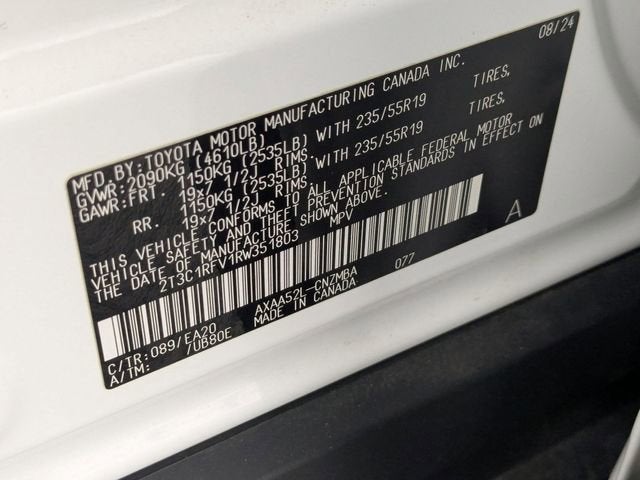 08/24
MFD.BY:TOYOTA MOTOR MANUFACTURING CANADA INC.
GVWR:2090KG (4610LB)
GAWR:FRT. 1150KG (2535LB) WITH 235/55R19 TIRES,
19x7 1/2J RIMS,
RR. 1150KG (2535LB) WITH 235/55R19 TIRES,
19x7 1/2J RIMS.
THIS VEHICLE CONFORMS TO ALL APPLICABLE FEDERAL MOTOR
VEHICLE SAFETY AND THEFT PREVENTION STANDARDS IN EFFECT ON
THE DATE OF MANUFACTURE SHOWN ABOVE.
2T3C1RFV1RW351803 MPV
A
C/TR:089/EA20 AXAA52L-CNZMBA 077
A/TM: /UB80E MADE IN CANADA